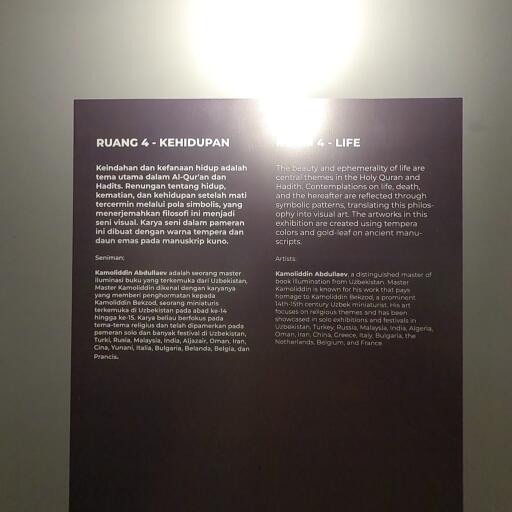 RUANG 4 - KEHIDUPAN
Keindahan dan kefanaan hidup adalah
tema utama dalam Al-Qur'an dan
Hadits. Renungan tentang hidup,
kematian, dan kehidupan setelah mati
tercermin melalui pola simbolis, yang
menerjemahkan filosofi ini menjadi
seni visual. Karya seni dalam pameran
ini dibuat dengan warna tempera dan
daun emas pada manuskrip kuno.
Seniman:
Kamoliddin Abdullaev adalah seorang master
iluminasi buku yang terkemuka dari Uzbekistan.
Master Kamoliddin dikenal dengan karyanya
yang memberi penghormatan kepada
Kamoliddin Bekzod, seorang miniaturis
terkemuka di Uzbekistan pada abad ke-14
hingga ke-15. Karya beliau berfokus pada
tema-tema religius dan telah dipamerkan pada
pameran solo dan banyak festival di Uzbekistan,
Turki, Rusia, Malaysia, India, Aljazair, Oman, Iran,
Cina, Yunani, Italia, Bulgaria, Belanda, Belgia, dan
Prancis.
4 - LIFE
The beauty and ephemerality of life are
central themes in the Holy Quran and
Hadith. Contemplations on life, death,
and the hereafter are reflected through
symbolic patterns, translating this philos-
ophy into visual art. The artworks in this
exhibition are created using tempera
colors and gold-leaf on ancient manu-
scripts.
Artists:
Kamoliddin Abdullaev, a distinguished master of
book illumination from Uzbekistan. Master
Kamoliddin is known for his work that pays
homage to Kamoliddin Bekzod, a prominent
14th-15th century Uzbek miniaturist. His art
focuses on religious themes and has been
showcased in solo exhibitions and festivals in
Uzbekistan, Turkey, Russia, Malaysia, India, Algeria,
Oman, Iran, China, Greece, Italy, Bulgaria, the
Netherlands, Belgium, and France.